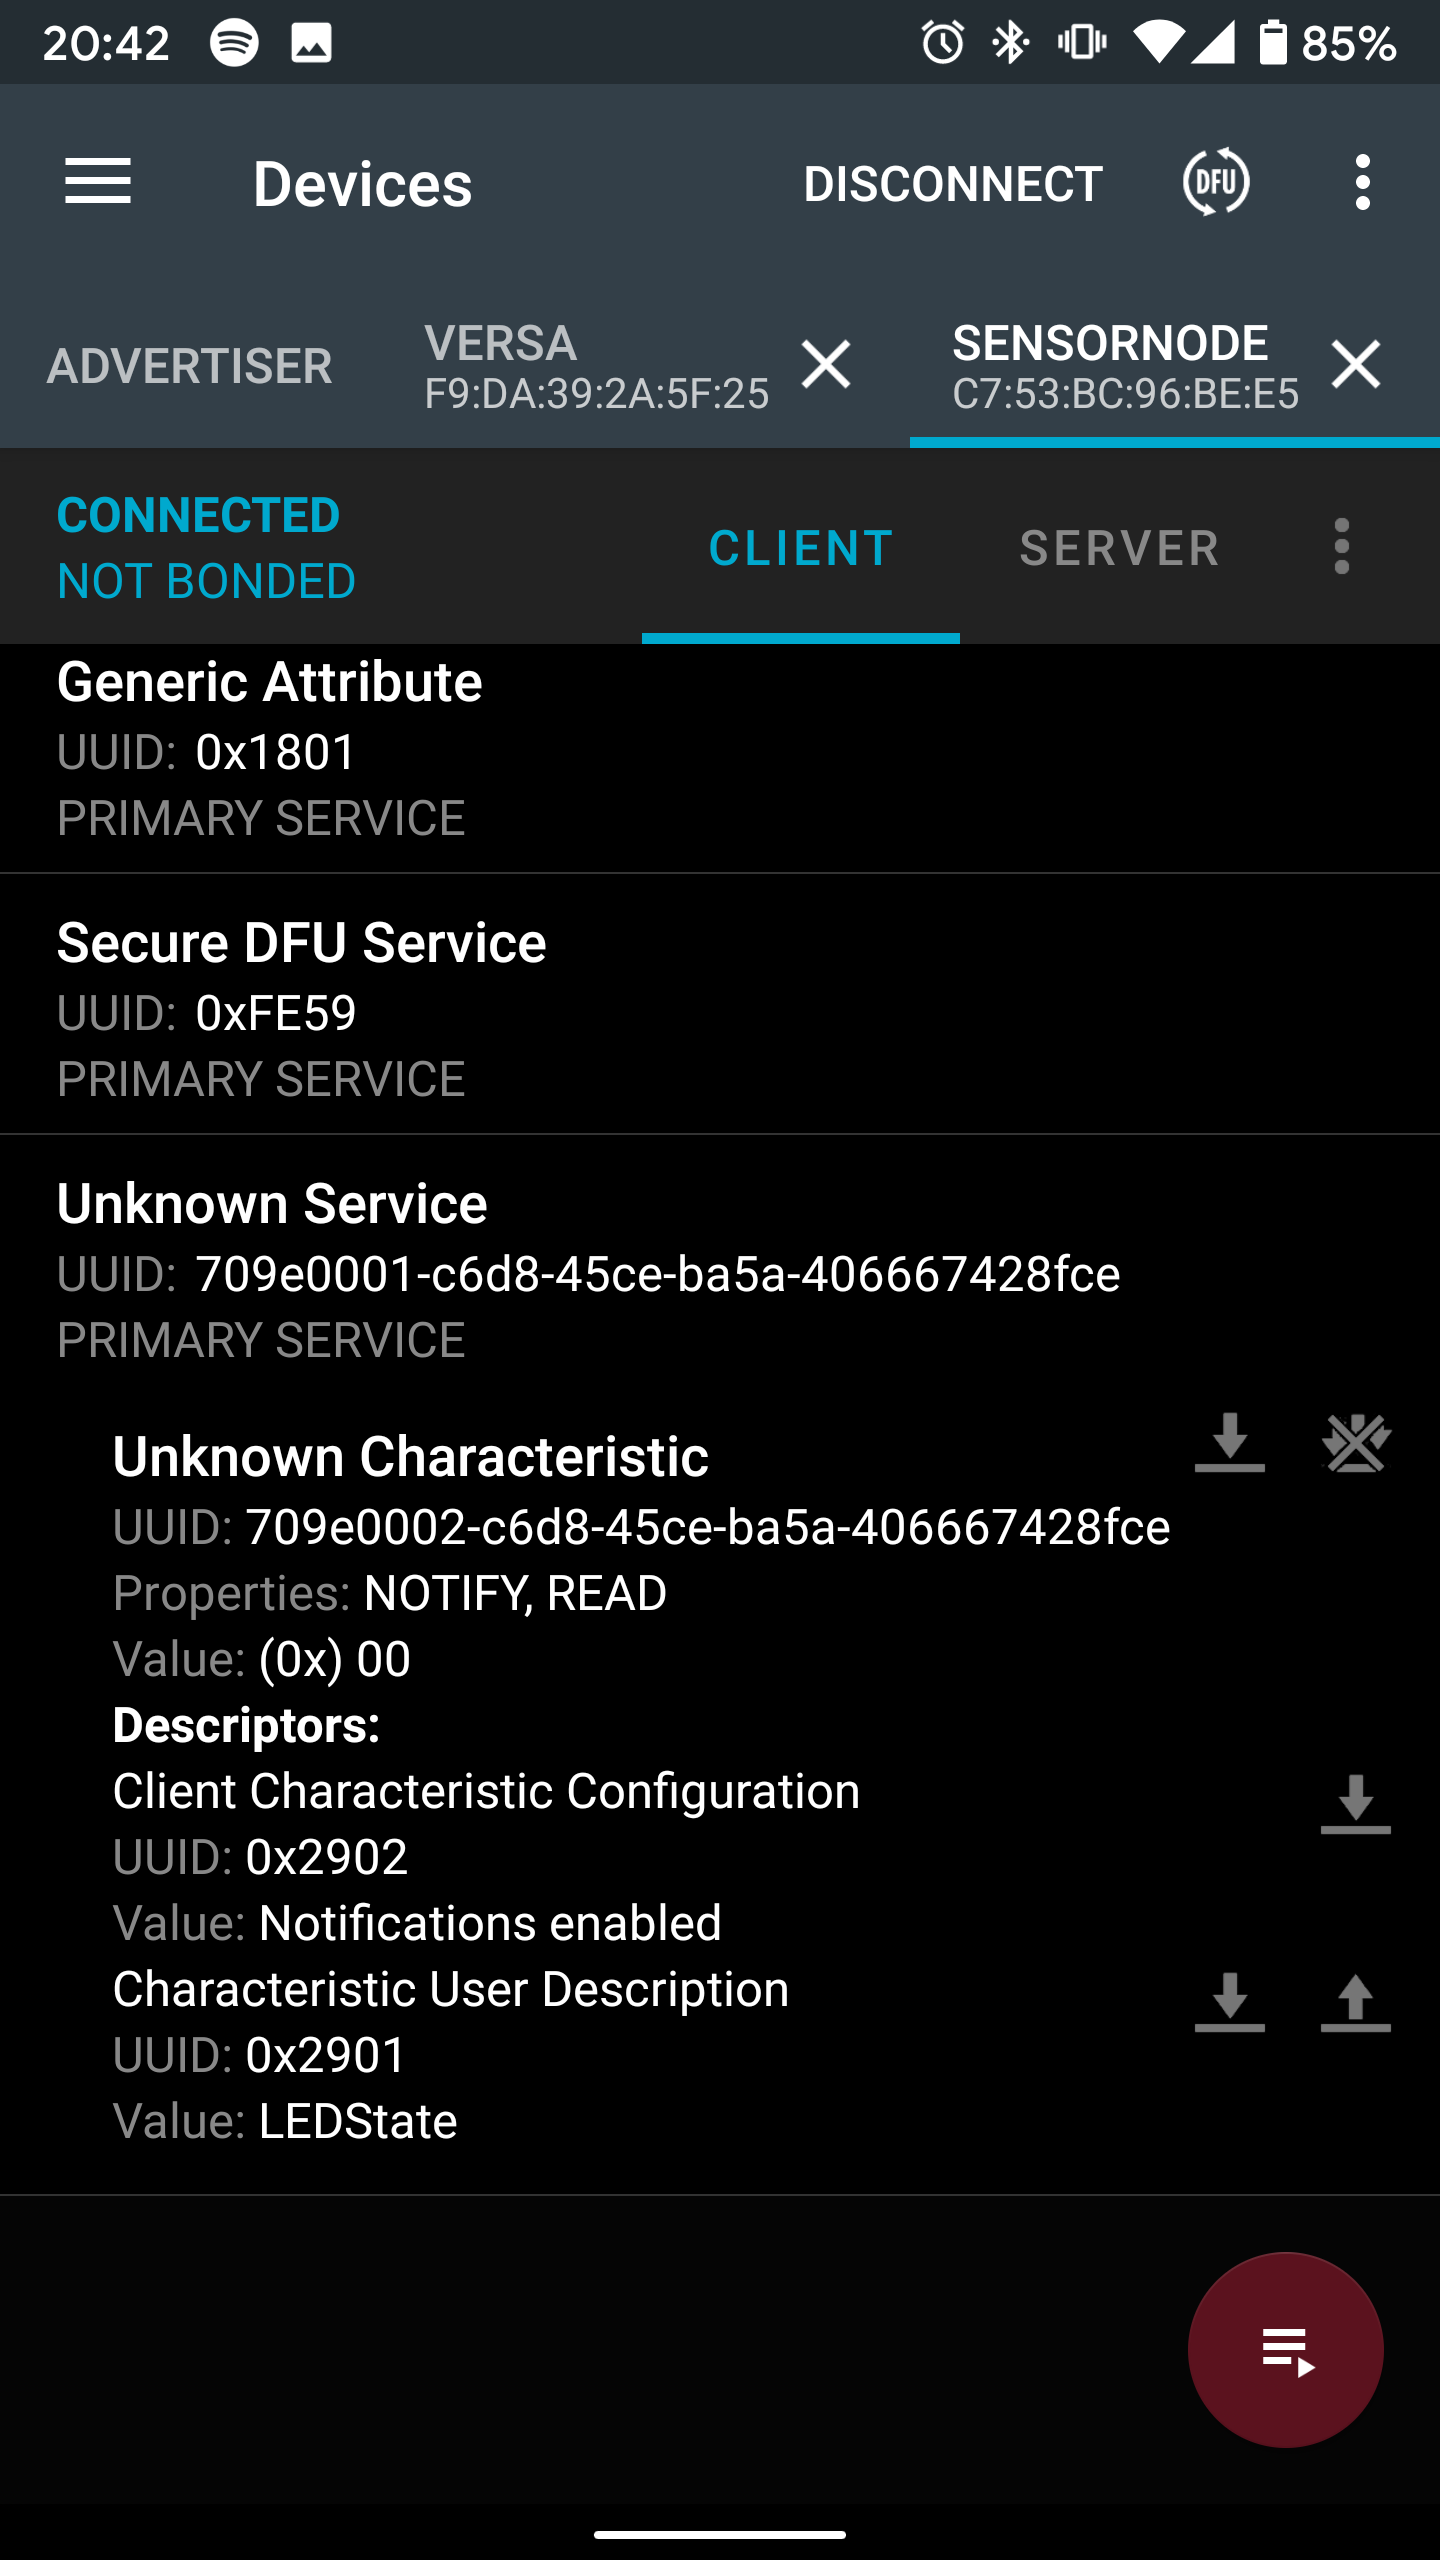 20:42
85%
Devices
DISCONNECT
DFU
ADVERTISER
VERSA
F9:DA:39:2A:5F:25
SENSORNODE
C7:53:BC:96:BE:E5
CONNECTED
NOT BONDED
CLIENT
SERVER
Generic Attribute
UUID: 0x1801
PRIMARY SERVICE
Secure DFU Service
UUID: 0xFE59
PRIMARY SERVICE
Unknown Service
UUID: 709e0001-c6d8-45ce-ba5a-406667428fce
PRIMARY SERVICE
Unknown Characteristic
UUID: 709e0002-c6d8-45ce-ba5a-406667428fce
Properties: NOTIFY, READ
Value: (0x) 00
Descriptors:
Client Characteristic Configuration
UUID: 0x2902
Value: Notifications enabled
Characteristic User Description
UUID: 0x2901
Value: LEDState